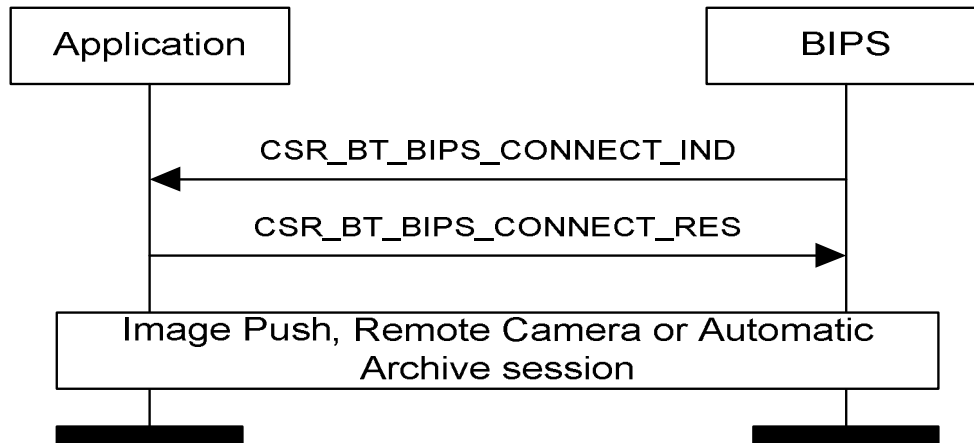 Application
BIPS
CSR_BT_BIPS_CONNECT_IND
CSR_BT_BIPS_CONNECT_RES
Image Push, Remote Camera or Automatic
Archive session